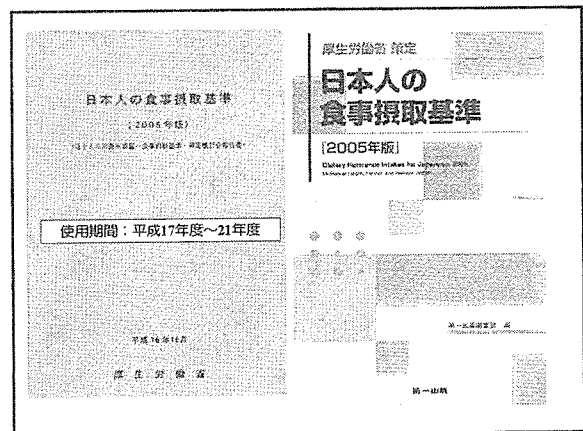 日本人の食事摂取基準
(2005年版)
使用期間：平成17年度～21年度
平成16年11月
厚生労働省
厚生労働省 策定
日本人の
食事摂取基準
[2005年版]
Dietary Reference Intakes for Japanese, 2005
第一出版